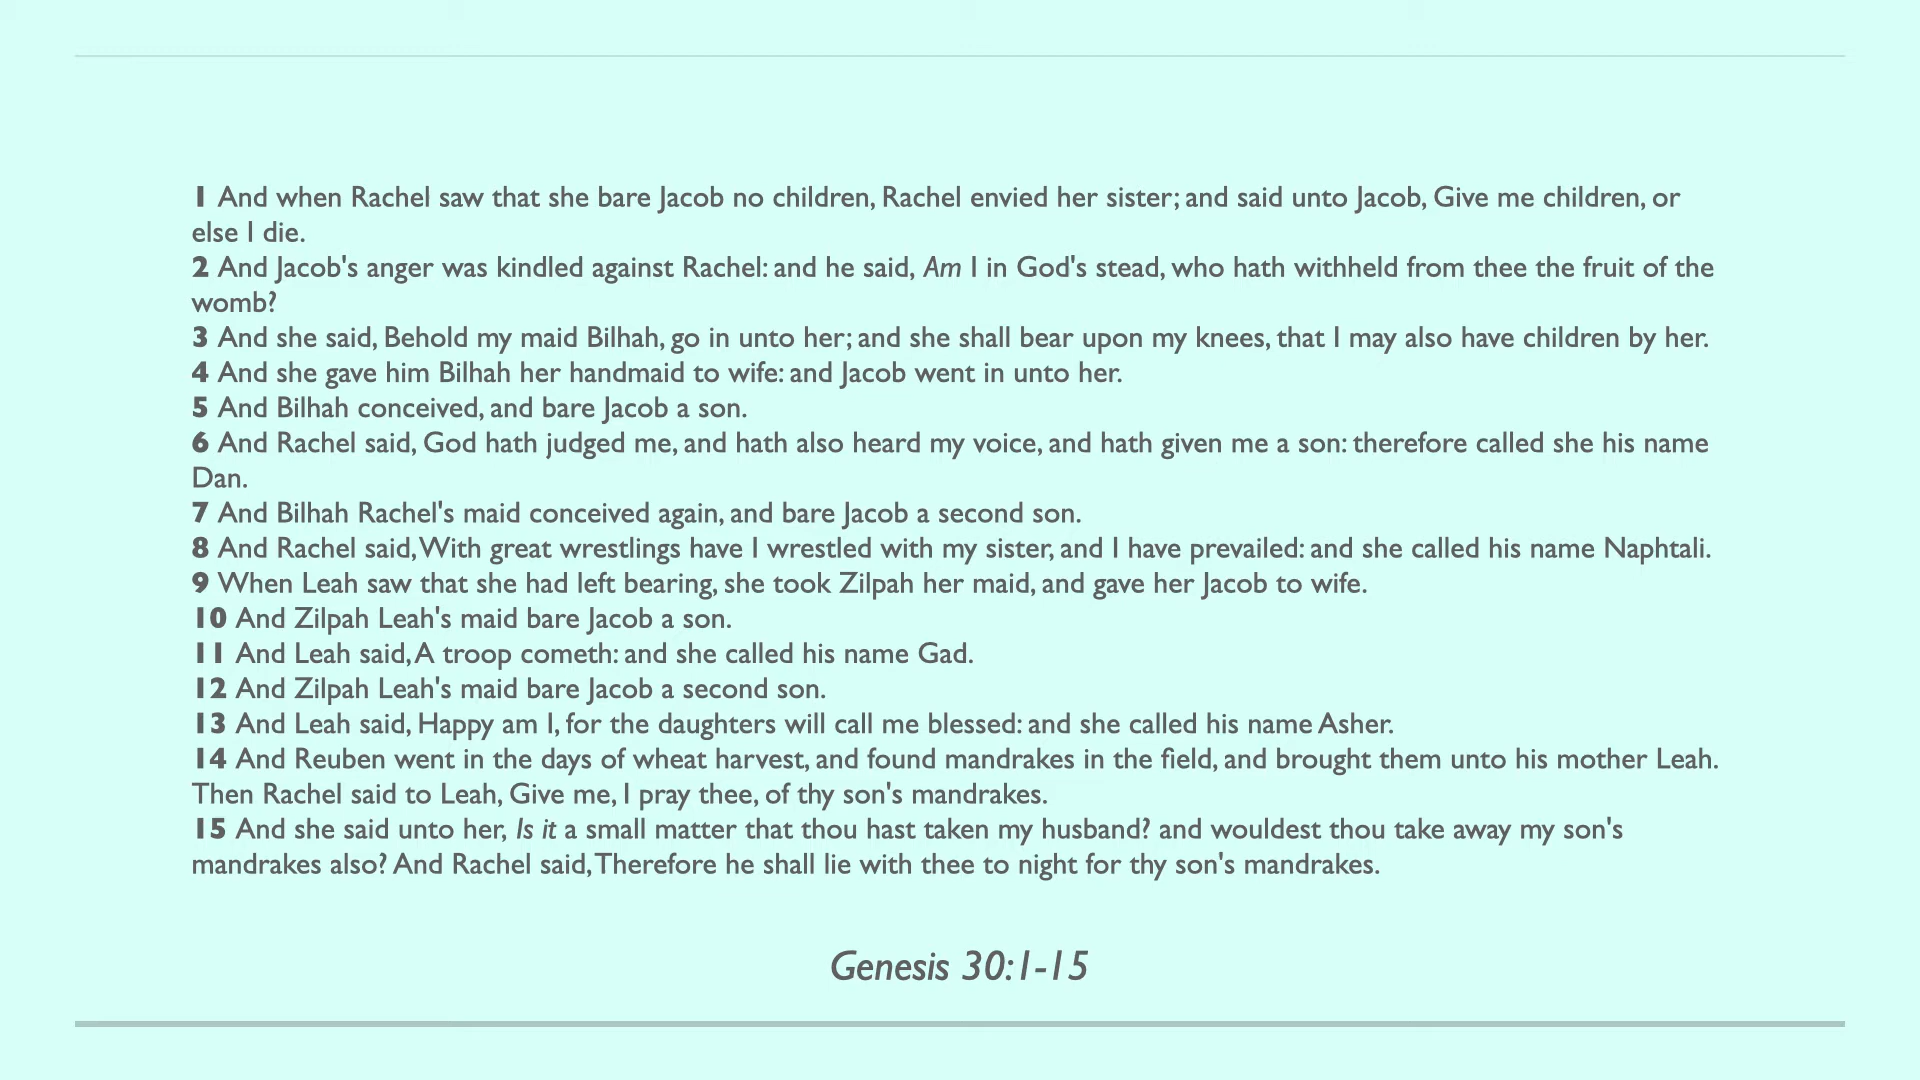 1 And when Rachel saw that she bare Jacob no children, Rachel envied her sister; and said unto Jacob, Give me children, or
else I die.
2 And Jacob's anger was kindled against Rachel: and he said, Am I in God's stead, who hath withheld from thee the fruit of the
womb?
3 And she said, Behold my maid Bilhah, go in unto her; and she shall bear upon my knees, that I may also have children by her.
4 And she gave him Bilhah her handmaid to wife: and Jacob went in unto her.
5 And Bilhah conceived, and bare Jacob a son.
6 And Rachel said, God hath judged me, and hath also heard my voice, and hath given me a son: therefore called she his name
Dan.
7 And Bilhah Rachel's maid conceived again, and bare Jacob a second son.
8 And Rachel said, With great wrestlings have I wrestled with my sister, and I have prevailed: and she called his name Naphtali.
9 When Leah saw that she had left bearing, she took Zilpah her maid, and gave her Jacob to wife.
10 And Zilpah Leah's maid bare Jacob a son.
11 And Leah said, A troop cometh: and she called his name Gad.
12 And Zilpah Leah's maid bare Jacob a second son.
13 And Leah said, Happy am I, for the daughters will call me blessed: and she called his name Asher.
14 And Reuben went in the days of wheat harvest, and found mandrakes in the field, and brought them unto his mother Leah.
Then Rachel said to Leah, Give me, I pray thee, of thy son's mandrakes.
15 And she said unto her, Is it a small matter that thou hast taken my husband? and wouldest thou take away my son's
mandrakes also? And Rachel said, Therefore he shall lie with thee to night for thy son's mandrakes.
Genesis 30:1-15